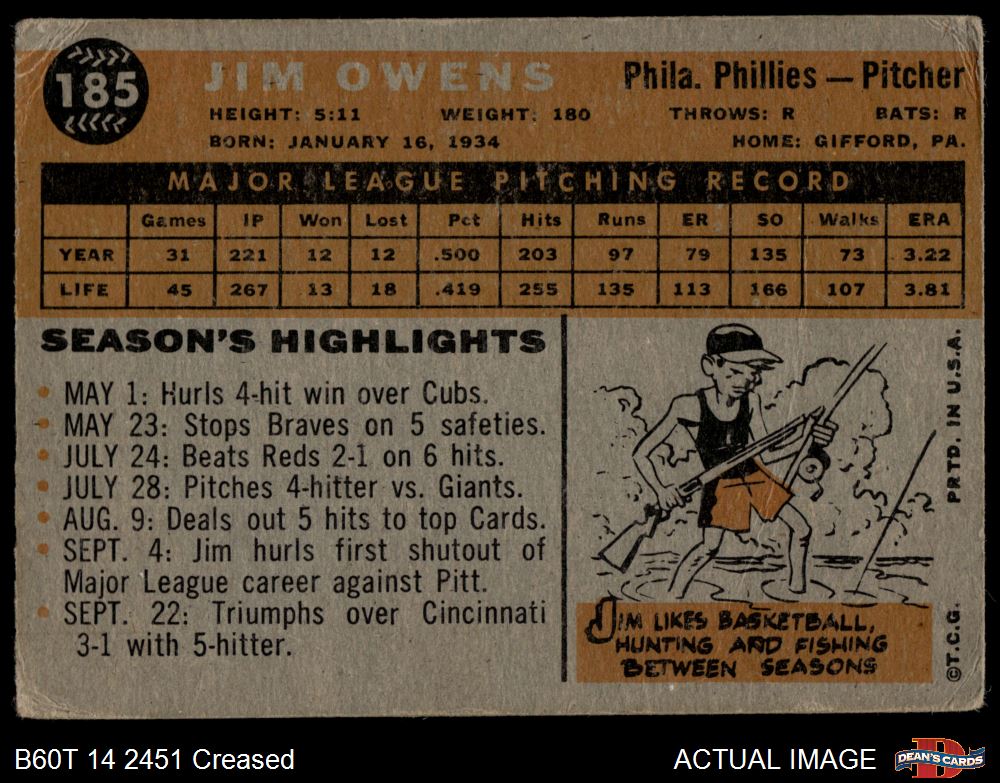 185
JIM OWENS
Phila. Phillies — Pitcher
HEIGHT: 5:11 WEIGHT: 180 THROWS: R BATS: R
BORN: JANUARY 16, 1934 HOME: GIFFORD, PA.
MAJOR LEAGUE PITCHING RECORD
Games IP Won Lost Pct Hits Runs ER SO Walks ERA
YEAR 31 221 12 12 .500 203 97 79 135 73 3.22
LIFE 45 267 13 18 .419 255 135 113 166 107 3.81
SEASON'S HIGHLIGHTS
• MAY 1: Hurls 4-hit win over Cubs.
• MAY 23: Stops Braves on 5 safeties.
• JULY 24: Beats Reds 2-1 on 6 hits.
• JULY 28: Pitches 4-hitter vs. Giants.
• AUG. 9: Deals out 5 hits to top Cards.
• SEPT. 4: Jim hurls first shutout of
Major League career against Pitt.
• SEPT. 22: Triumphs over Cincinnati
3-1 with 5-hitter.
JIM LIKES BASKETBALL,
HUNTING AND FISHING
BETWEEN SEASONS
©T.C.G. PRTD. IN U.S.A.
B60T 14 2451 Creased
ACTUAL IMAGE
D
DEAN'S CARDS